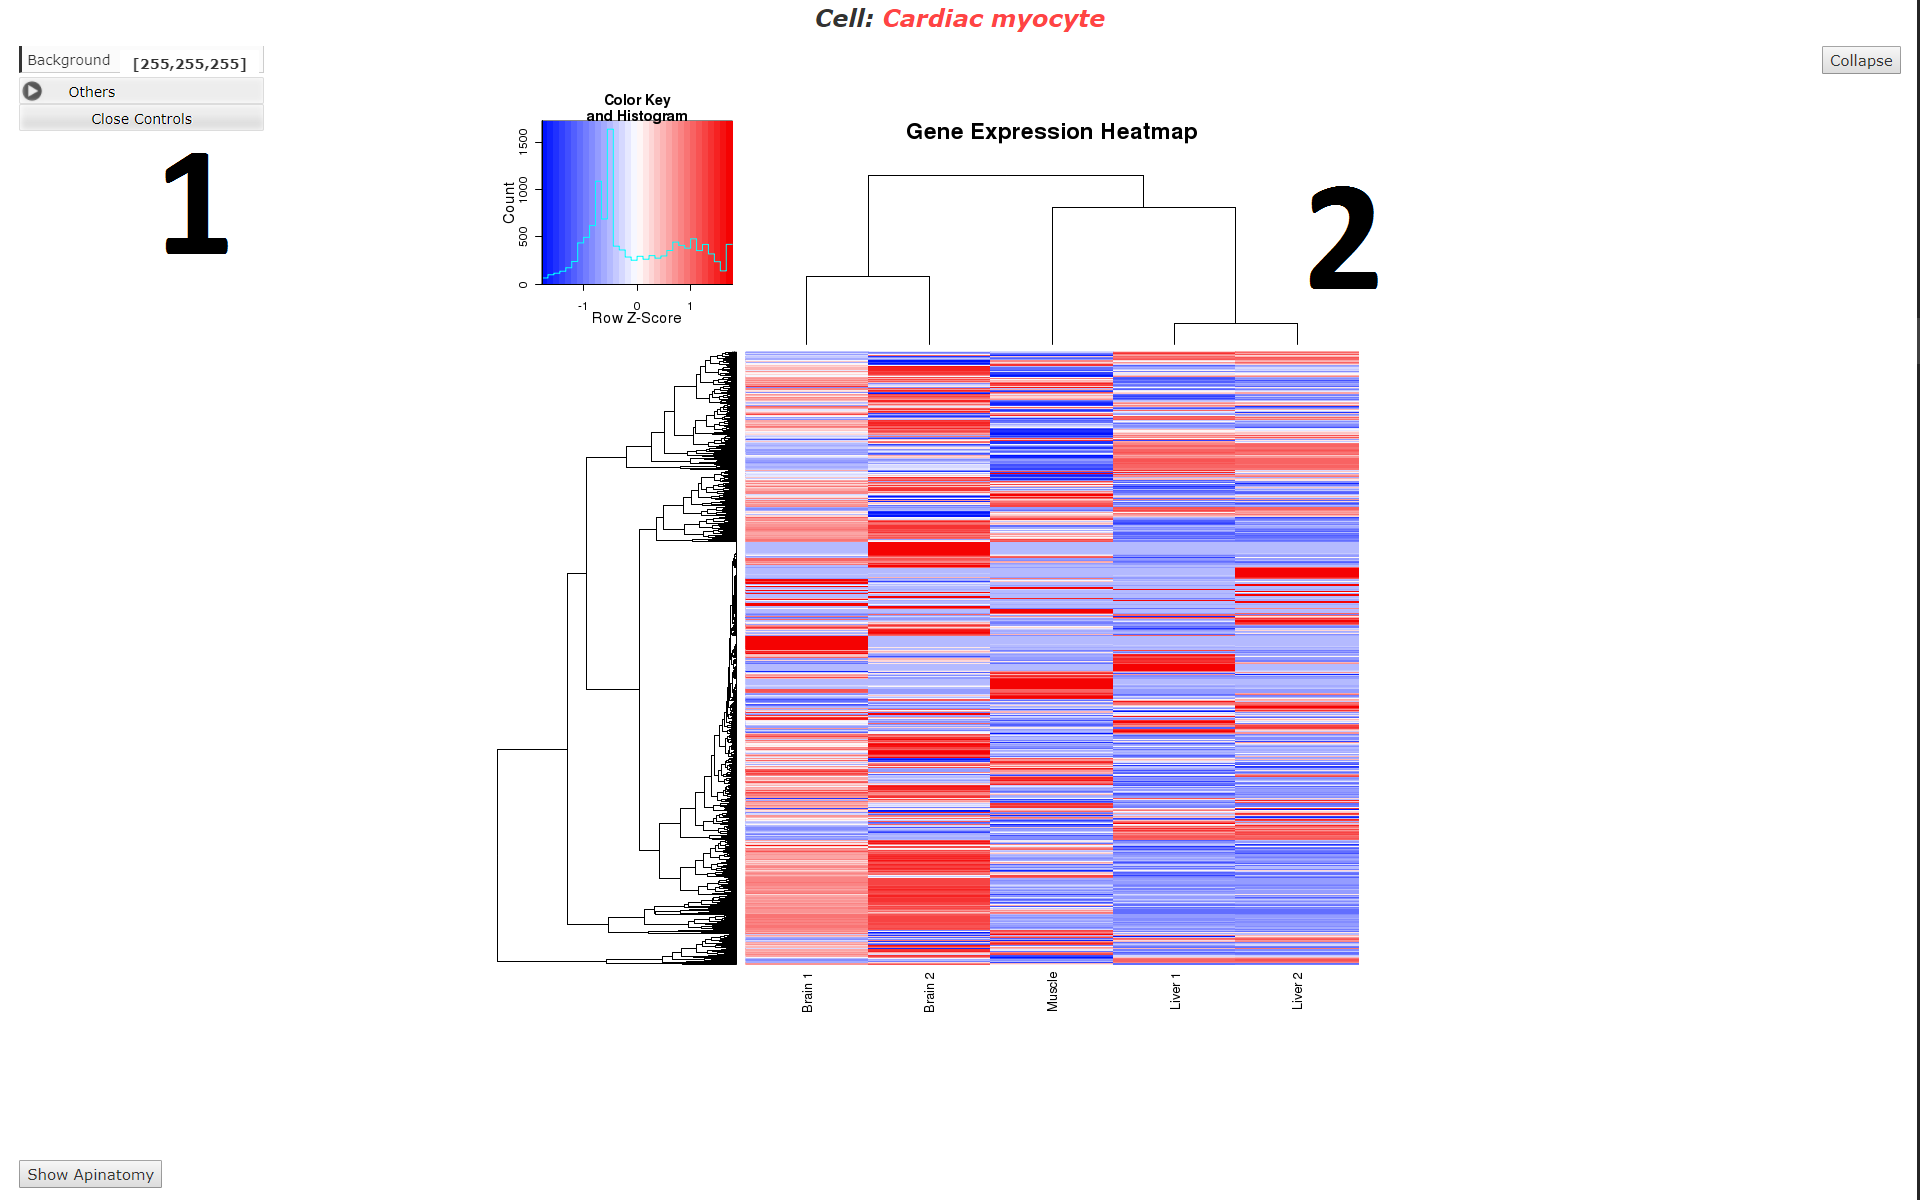 Cell: Cardiac myocyte
Background [255,255,255]
Others
Close Controls
Collapse
1
Color Key
and Histogram
Count
0 500 1000 1500
-1 0 1
Row Z-Score
Gene Expression Heatmap
2
Brain 1 Brain 2 Muscle Liver 1 Liver 2
Show Apinatomy